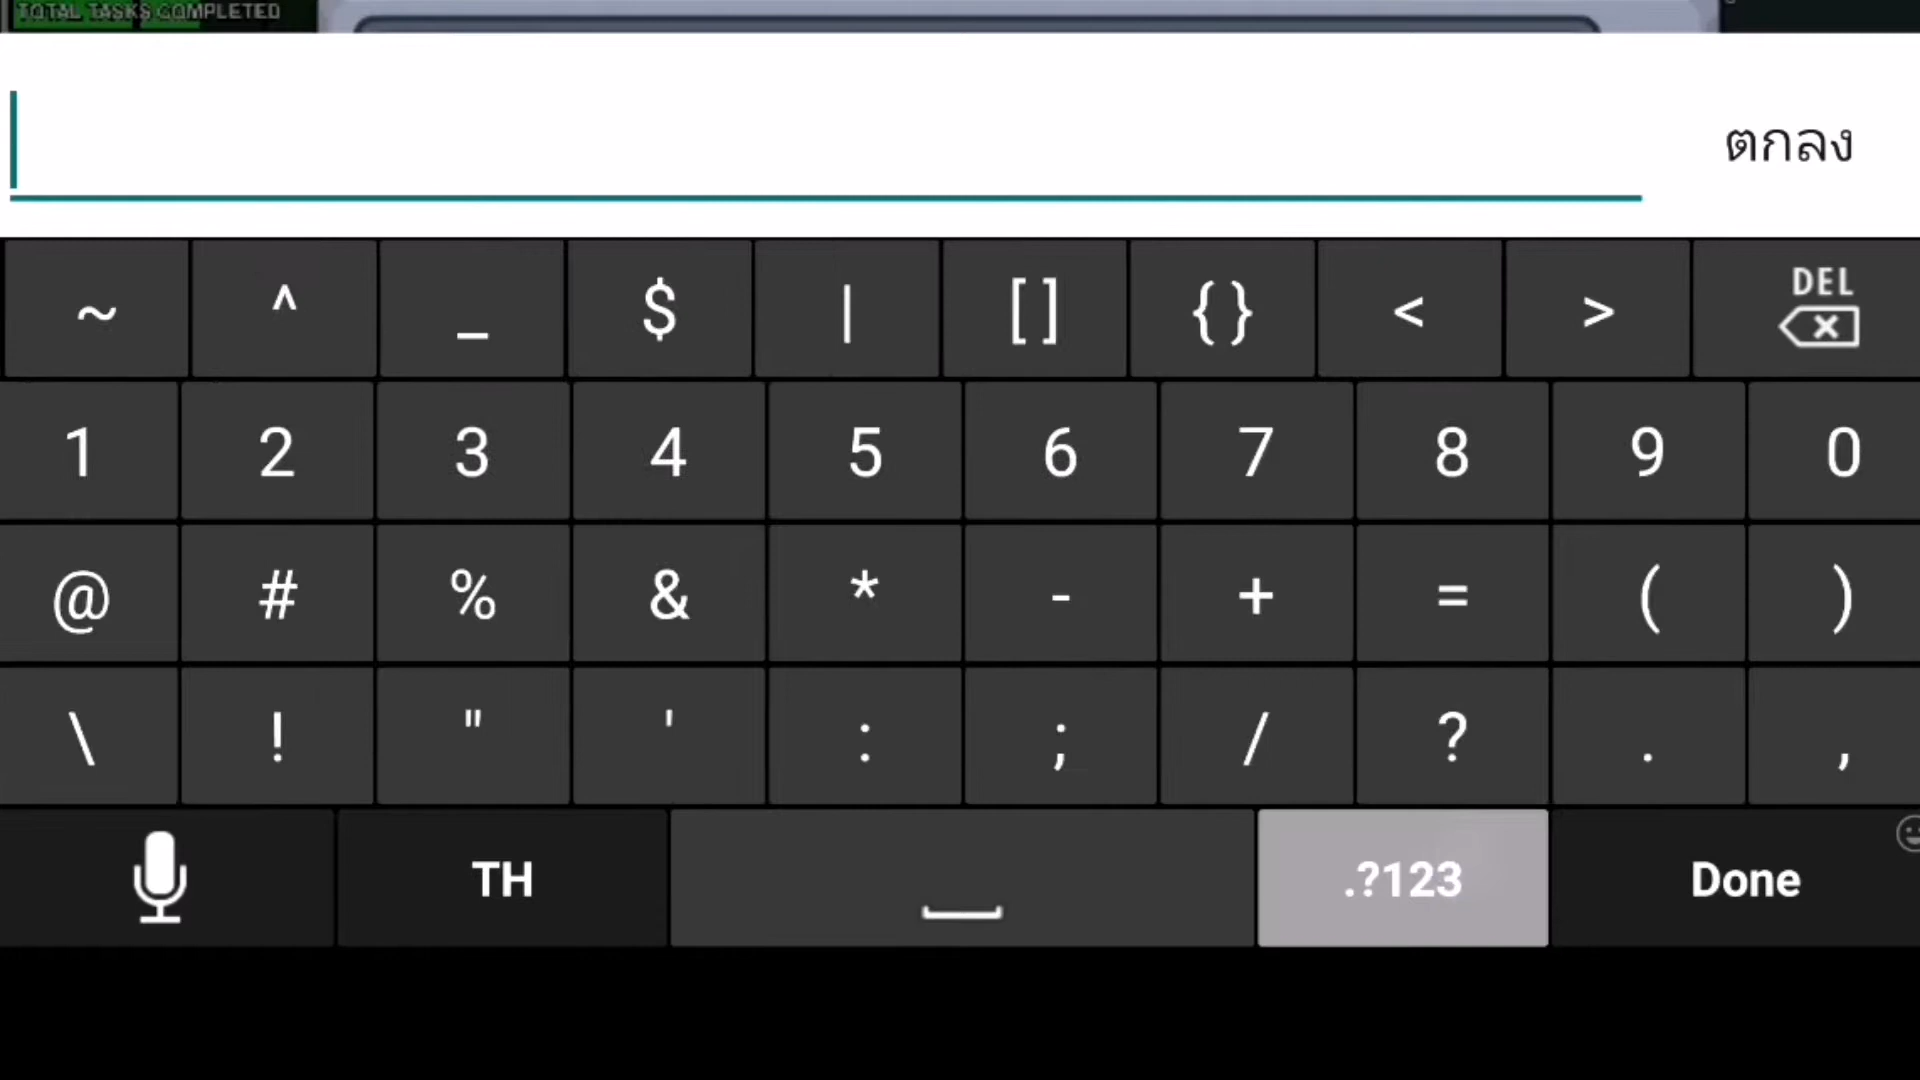 TOTAL TASKS COMPLETED
ตกลง
~ ^ _ $ | [ ] { } < > DEL
1 2 3 4 5 6 7 8 9 0
@ # % & * - + = ( )
\ ! " ' : ; / ? . ,
TH .?123 Done